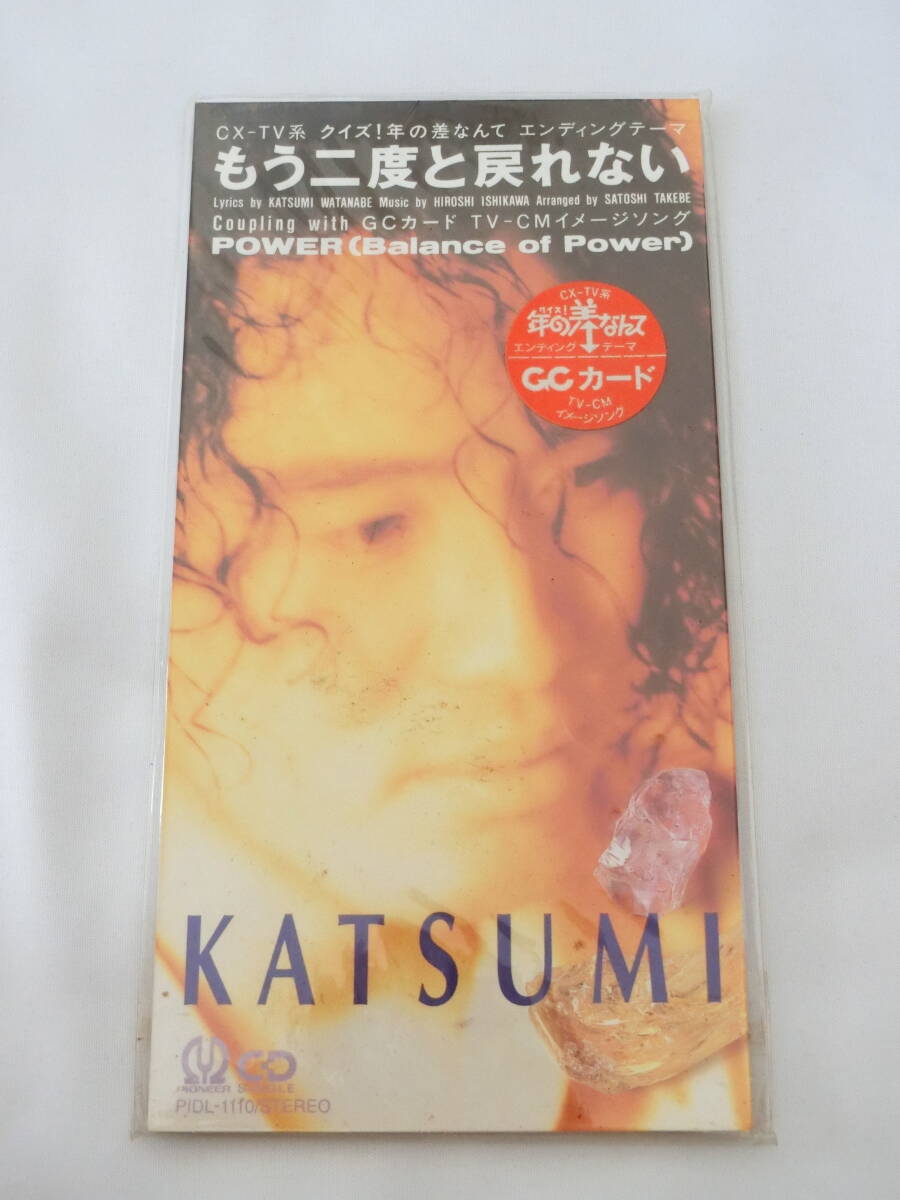 CX-TV系 クイズ!年の差なんて エンディングテーマ
もう二度と戻れない
Lyrics by KATSUMI WATANABE Music by HIROSHI ISHIKAWA Arranged by SATOSHI TAKEBE
Coupling with GCカード TV-CMイメージソング
POWER(Balance of Power)
CX-TV系
クイズ!
年の差なんて
エンディング テーマ
GCカード
TV-CM
イメージソング
KATSUMI
CD
PIONEER SINGLE
PIDL-1110/STEREO